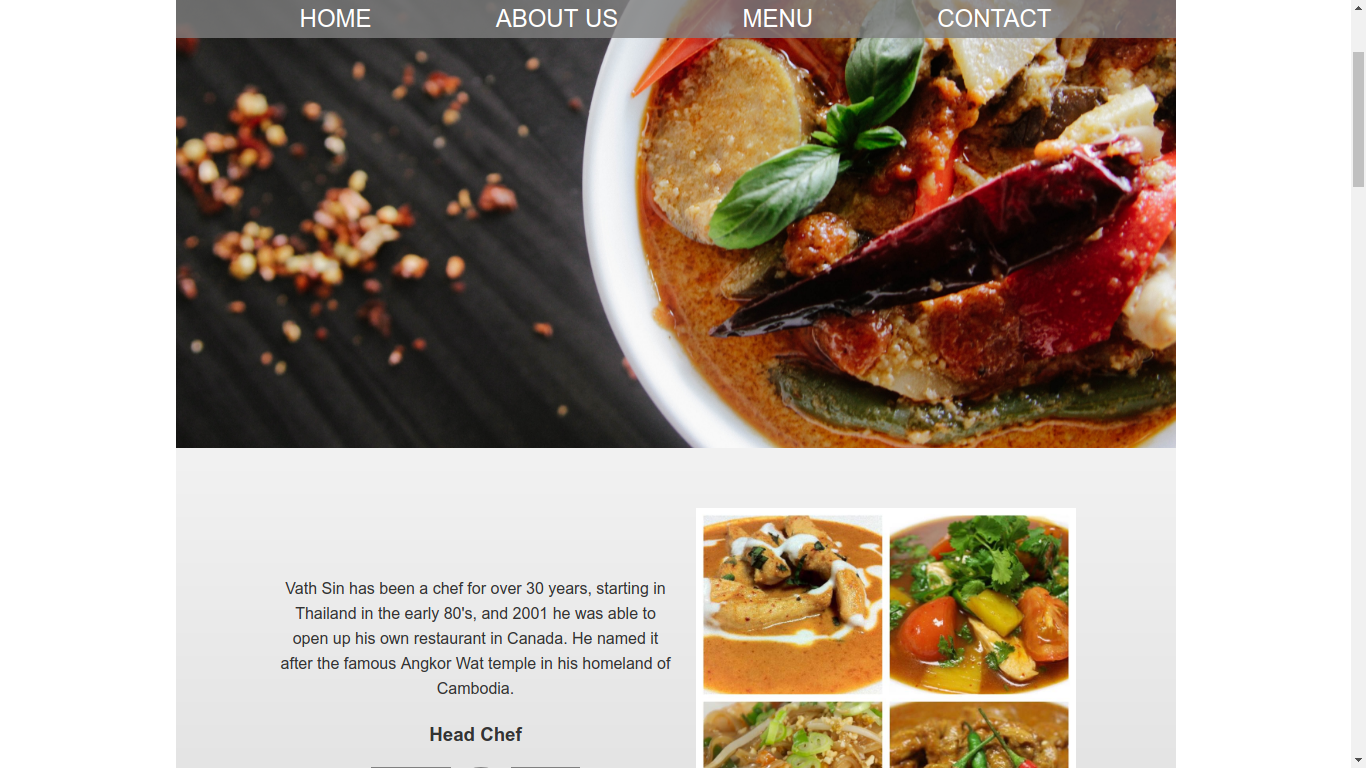 HOME ABOUT US MENU CONTACT
Vath Sin has been a chef for over 30 years, starting in
Thailand in the early 80's, and 2001 he was able to
open up his own restaurant in Canada. He named it
after the famous Angkor Wat temple in his homeland of
Cambodia.
Head Chef